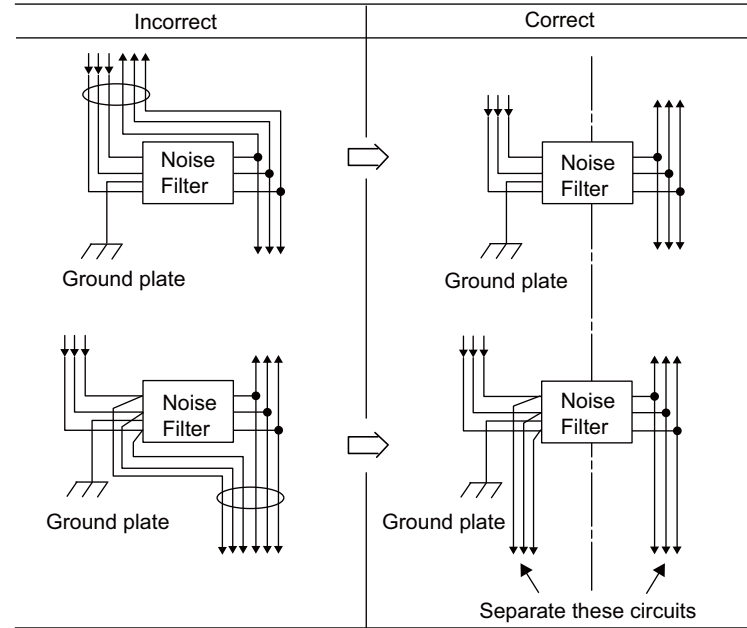 Incorrect
Correct
Noise
Filter
Ground plate
Noise
Filter
Ground plate
Noise
Filter
Ground plate
Noise
Filter
Ground plate
Separate these circuits